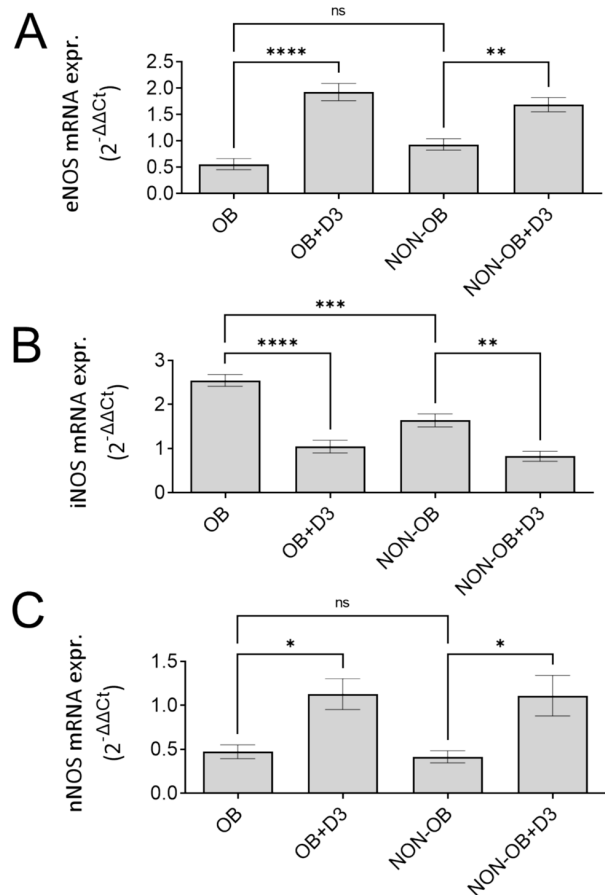 A
ns
****
**
eNOS mRNA expr.
(2^-ΔΔCt)
2.5
2.0
1.5
1.0
0.5
0.0
OB
OB+D3
NON-OB
NON-OB+D3
B
***
****
**
iNOS mRNA expr.
(2^-ΔΔCt)
3
2
1
0
OB
OB+D3
NON-OB
NON-OB+D3
C
ns
*
*
nNOS mRNA expr.
(2^-ΔΔCt)
1.5
1.0
0.5
0.0
OB
OB+D3
NON-OB
NON-OB+D3